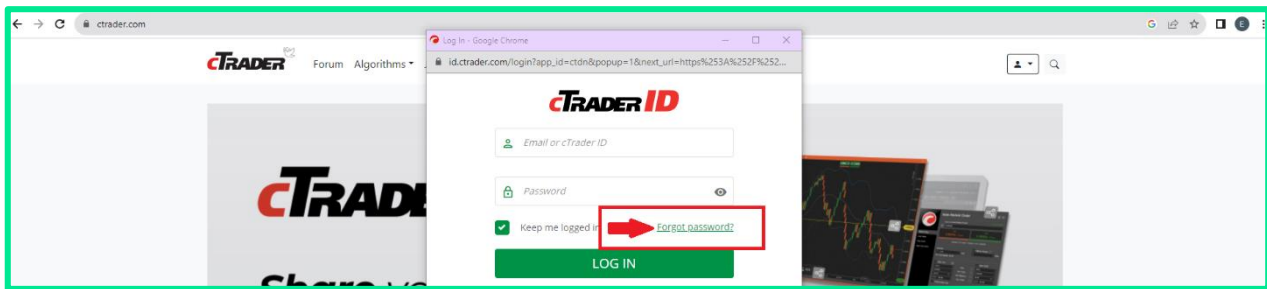 ctrader.com
G
E
Log In - Google Chrome
cTRADER
Forum Algorithms
id.ctrader.com/login?app_id=ctdn&popup=1&next_url=https%253A%252F%252...
cTRADER ID
Email or cTrader ID
Password
cTRADE
Keep me logged in
Forgot password?
LOG IN
Share yo